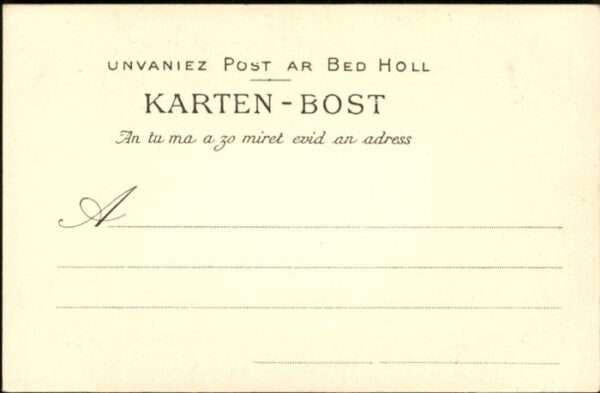 UNVANIEZ POST AR BED HOLL
KARTEN-BOST
An tu ma a zo miret evid an adress
A